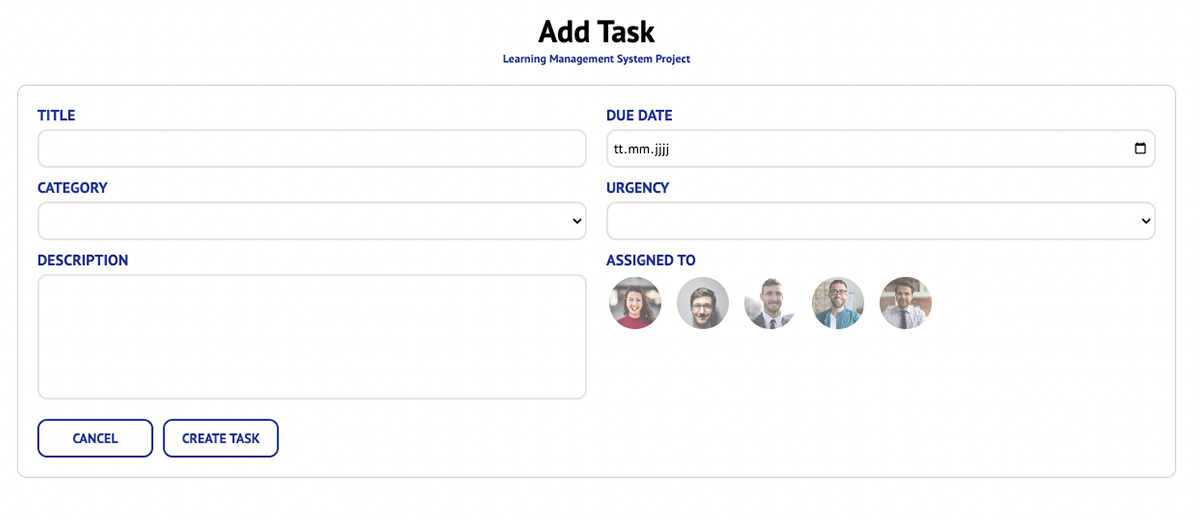 Add Task
Learning Management System Project
TITLE
DUE DATE
tt.mm.jjjj
CATEGORY
URGENCY
DESCRIPTION
ASSIGNED TO
CANCEL
CREATE TASK